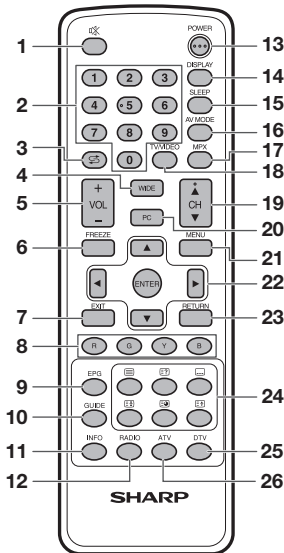 POWER
1
13
1 2 3
DISPLAY
14
2
SLEEP
4 5 6
15
AV MODE
7 8 9
16
3
0
TV/VIDEO
MPX
17
18
4
WIDE
5
+
VOL
−
CH
19
PC
20
6
FREEZE
MENU
21
ENTER
22
7
EXIT
RETURN
23
8
R G Y B
9
EPG
24
10
GUIDE
11
INFO
RADIO
ATV
DTV
25
12
26
SHARP